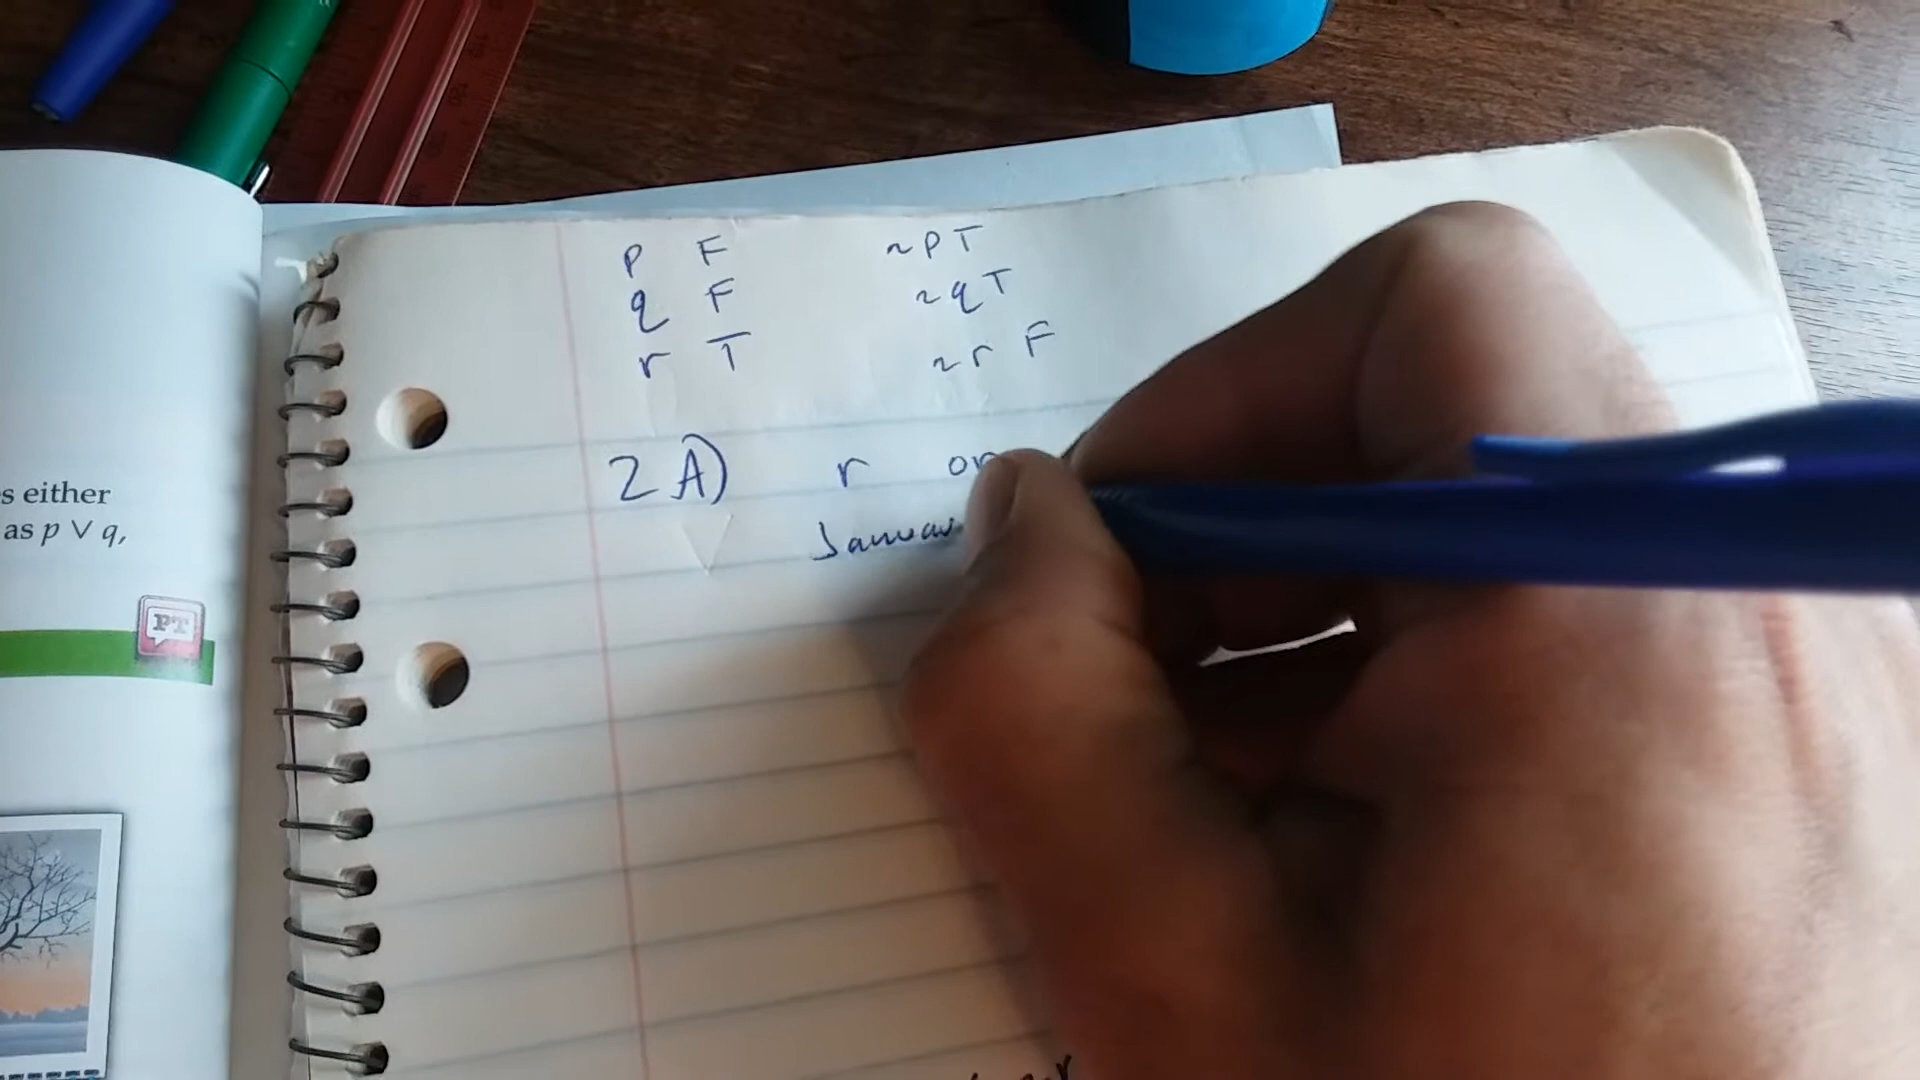 p F ~p T
q F ~q T
r T ~r F
2A) r or
s either
as p ∨ q,
PT